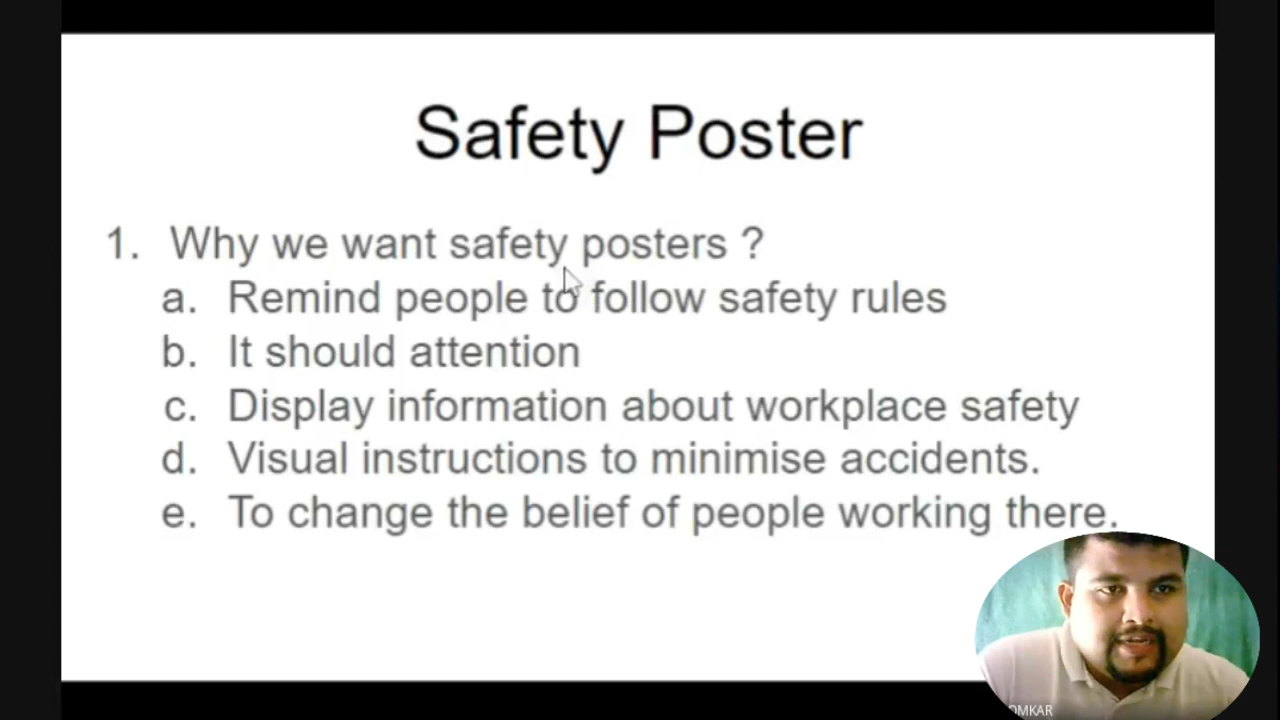 Safety Poster
1. Why we want safety posters ?
a. Remind people to follow safety rules
b. It should attention
c. Display information about workplace safety
d. Visual instructions to minimise accidents.
e. To change the belief of people working there.
OMKAR